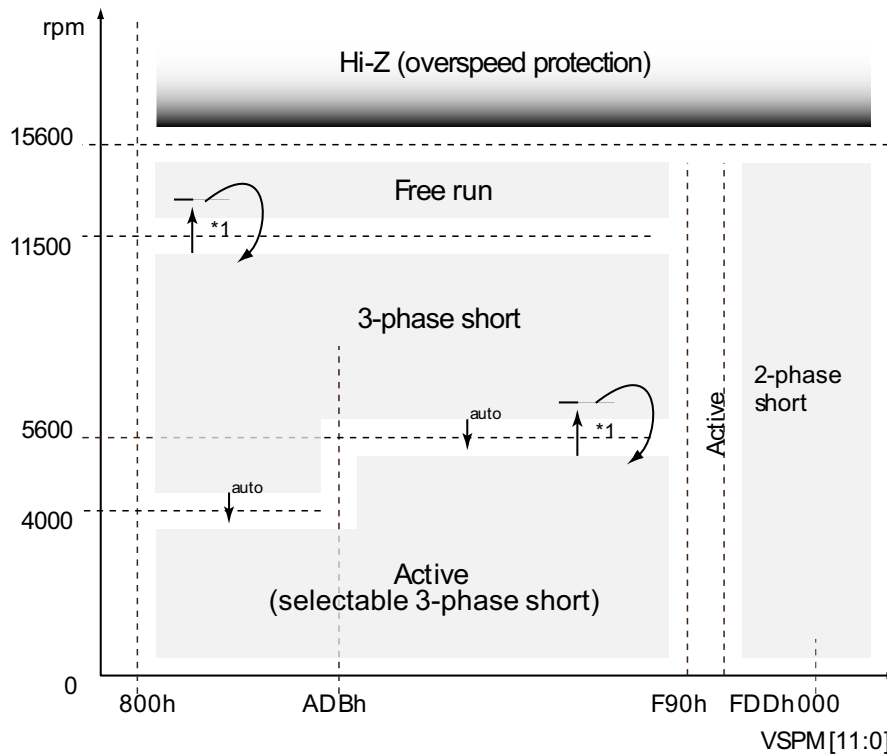 rpm
Hi-Z (overspeed protection)
15600
Free run
*1
11500
3-phase short
2-phase
short
Active
auto
5600
*1
auto
4000
Active
(selectable 3-phase short)
0
800h
ADBh
F90h
FDDh
000
VSPM[11:0]